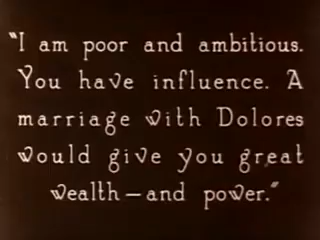 "I am poor and ambitious.
You have influence. A
marriage with Dolores
would give you great
wealth—and power."